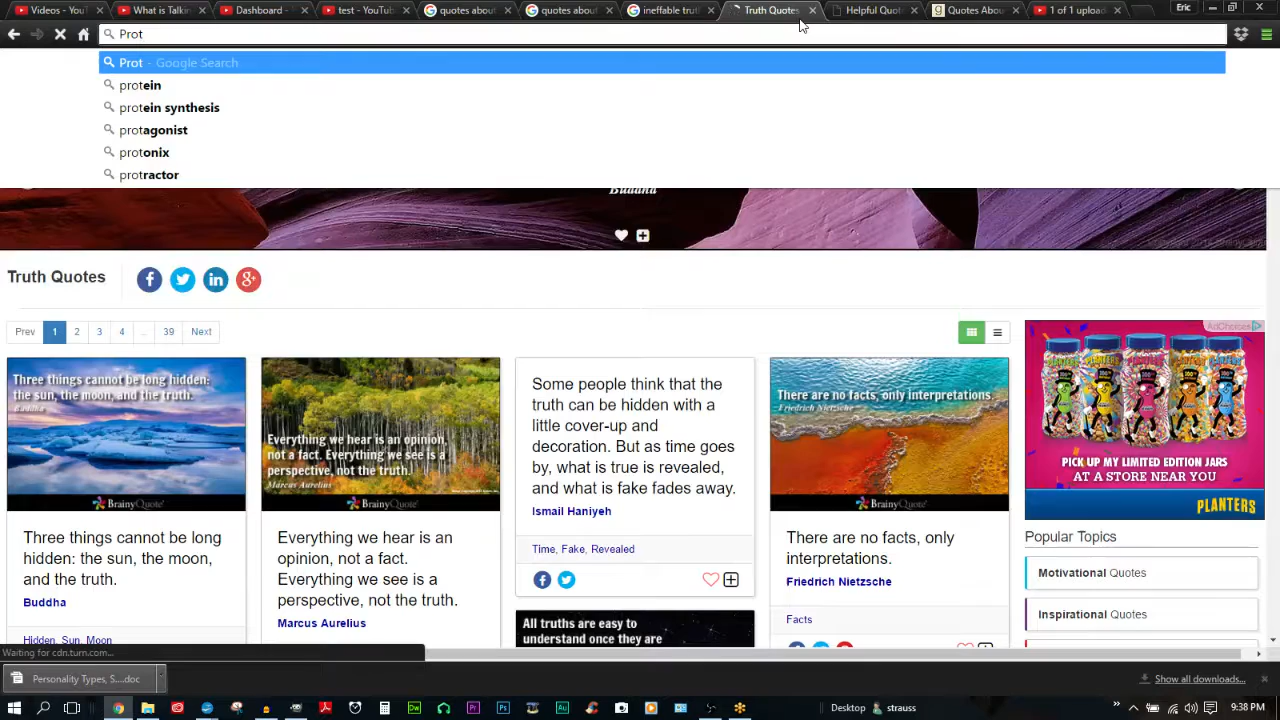 Videos - You
What is Talkin
Dashboard -
test - YouTub
quotes about
quotes about
ineffable trut
Truth Quotes
Helpful Quot
Quotes Abou
1 of 1 upload
Eric
Prot
Prot - Google Search
protein
protein synthesis
protagonist
protonix
protractor
Buddha
Truth Quotes
Prev 1 2 3 4 .. 39 Next
AdChoices
Three things cannot be long hidden:
the sun, the moon, and the truth.
Buddha
BrainyQuote
Three things cannot be long
hidden: the sun, the moon,
and the truth.
Buddha
Hidden, Sun, Moon
Everything we hear is an opinion,
not a fact. Everything we see is a
perspective, not the truth.
Marcus Aurelius
BrainyQuote
Everything we hear is an
opinion, not a fact.
Everything we see is a
perspective, not the truth.
Marcus Aurelius
Some people think that the
truth can be hidden with a
little cover-up and
decoration. But as time goes
by, what is true is revealed,
and what is fake fades away.
Ismail Haniyeh
Time, Fake, Revealed
All truths are easy to
understand once they are
There are no facts, only interpretations.
Friedrich Nietzsche
BrainyQuote
There are no facts, only
interpretations.
Friedrich Nietzsche
Facts
PICK UP MY LIMITED EDITION JARS
AT A STORE NEAR YOU
PLANTERS
Popular Topics
Motivational Quotes
Inspirational Quotes
Waiting for cdn.turn.com...
Personality Types, S....doc
Show all downloads...
Desktop
strauss
9:38 PM